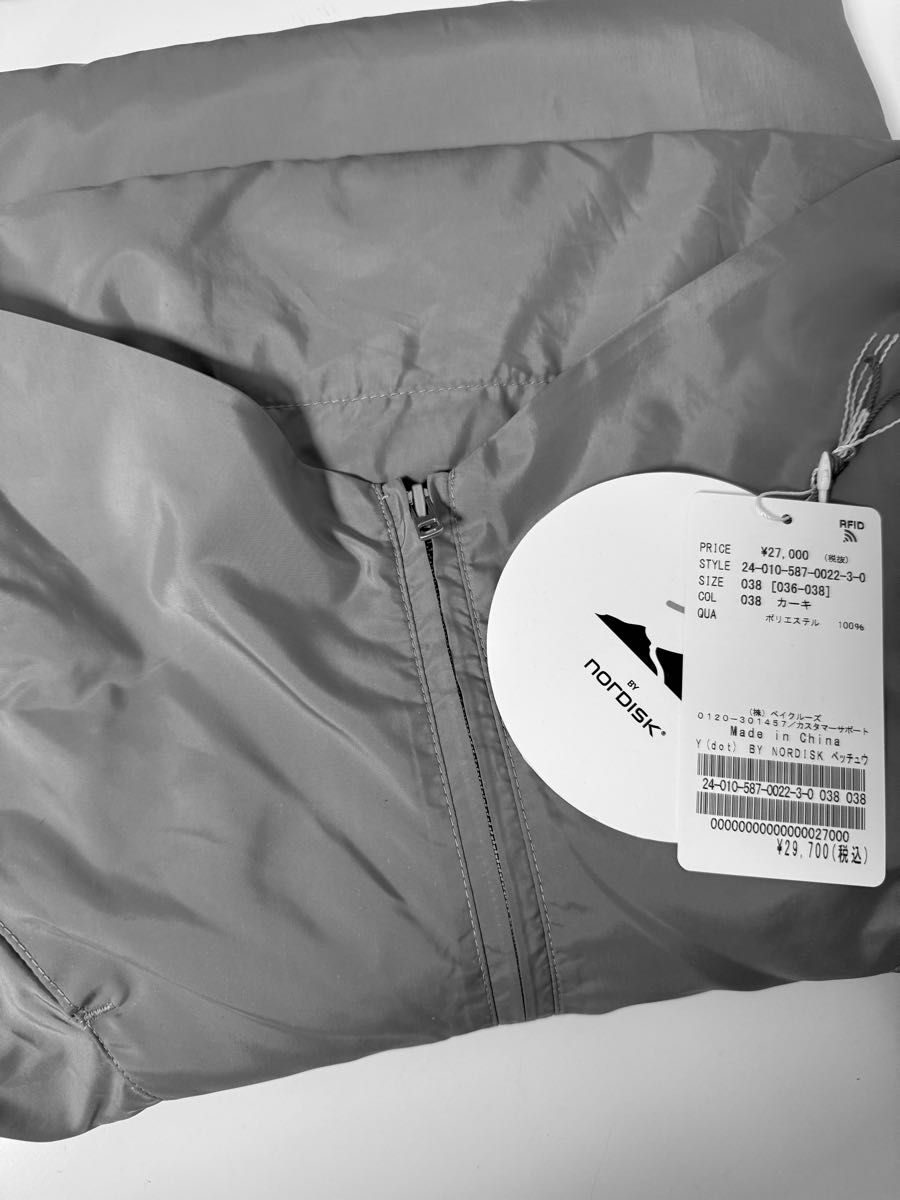 BY
nORDISK®
RFID
PRICE ¥27,000 (税抜)
STYLE 24-010-587-0022-3-0
SIZE 038 [036-038]
COL 038 カーキ
QUA ポリエステル 100%
(株) ベイクルーズ
0120-301457/カスタマーサポート
Made in China
Y(dot) BY NORDISK ペッチュウ
24-010-587-0022-3-0 038 038
00000000000000027000
¥29,700(税込)